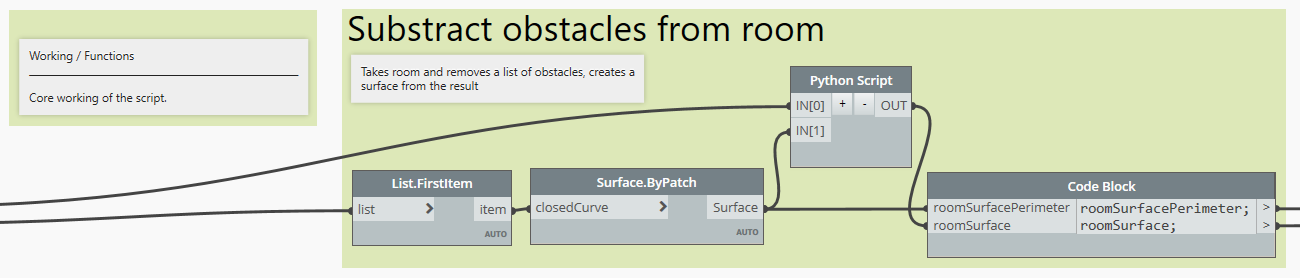 Substract obstacles from room
Working / Functions
Core working of the script.
Takes room and removes a list of obstacles, creates a
surface from the result
Python Script
IN[0] + - OUT
IN[1]
List.FirstItem
list > item
AUTO
Surface.ByPatch
closedCurve > Surface
AUTO
Code Block
roomSurfacePerimeter roomSurfacePerimeter; >
roomSurface roomSurface; >